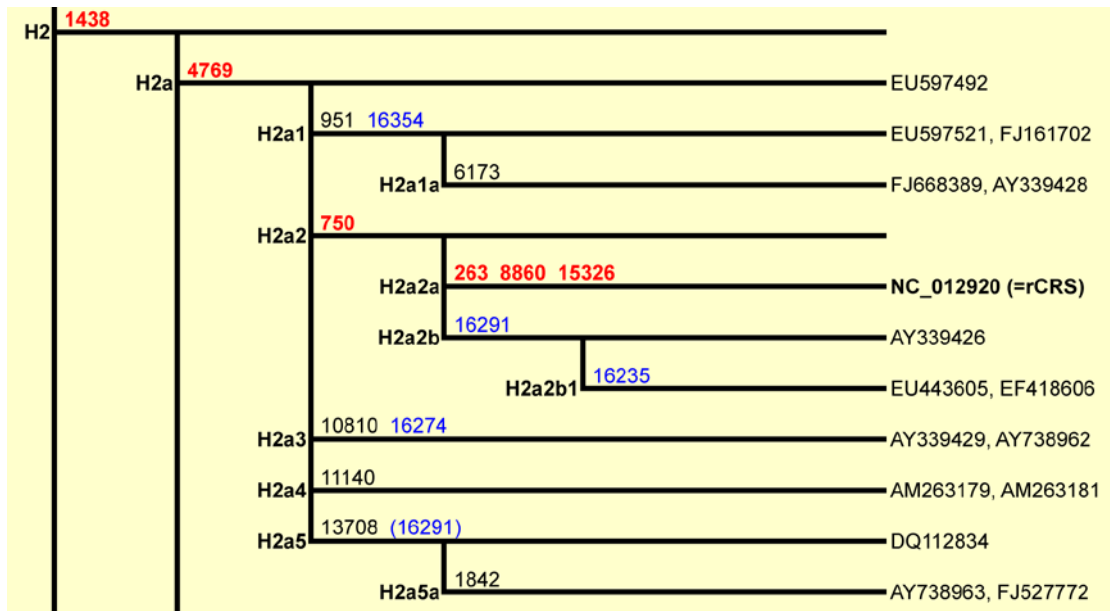 1438
H2
4769
H2a EU597492
951 16354
H2a1 EU597521, FJ161702
6173
H2a1a FJ668389, AY339428
750
H2a2
263 8860 15326
H2a2a NC_012920 (=rCRS)
16291
H2a2b AY339426
16235
H2a2b1 EU443605, EF418606
10810 16274
H2a3 AY339429, AY738962
11140
H2a4 AM263179, AM263181
13708 (16291)
H2a5 DQ112834
1842
H2a5a AY738963, FJ527772